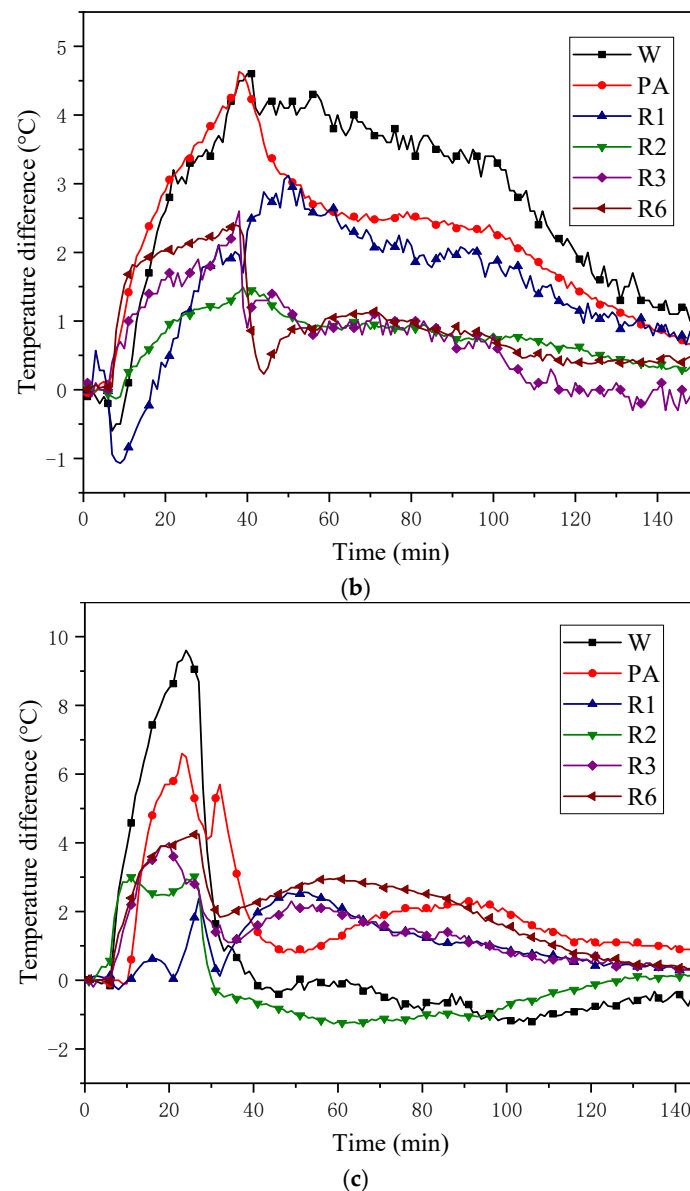 5
4
3
2
1
0
−1
Temperature difference (°C)
W
PA
R1
R2
R3
R6
0 20 40 60 80 100 120 140
Time (min)
(b)
10
8
6
4
2
0
−2
Temperature difference (°C)
W
PA
R1
R2
R3
R6
0 20 40 60 80 100 120 140
Time (min)
(c)